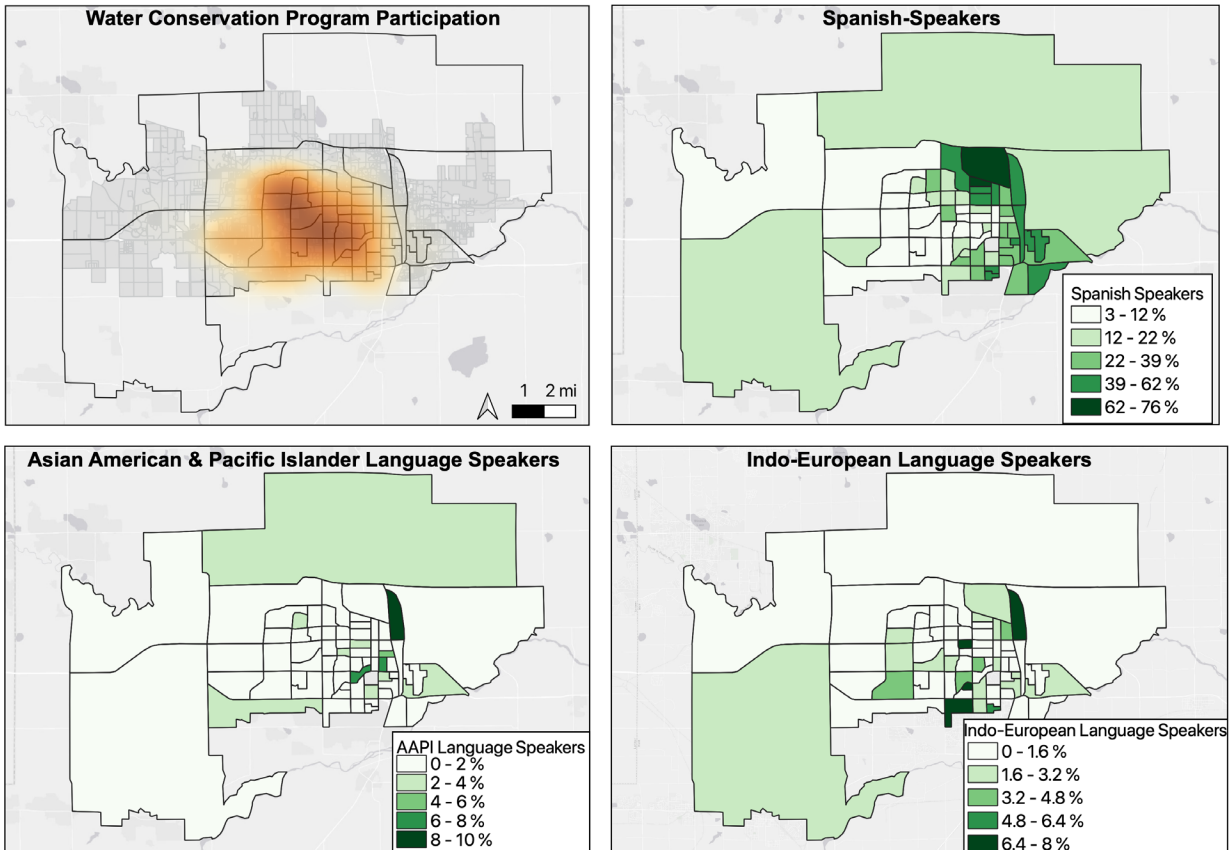 Water Conservation Program Participation
1 2 mi
Spanish-Speakers
Spanish Speakers
3 - 12 %
12 - 22 %
22 - 39 %
39 - 62 %
62 - 76 %
Asian American & Pacific Islander Language Speakers
AAPI Language Speakers
0 - 2 %
2 - 4 %
4 - 6 %
6 - 8 %
8 - 10 %
Indo-European Language Speakers
Indo-European Language Speakers
0 - 1.6 %
1.6 - 3.2 %
3.2 - 4.8 %
4.8 - 6.4 %
6.4 - 8 %